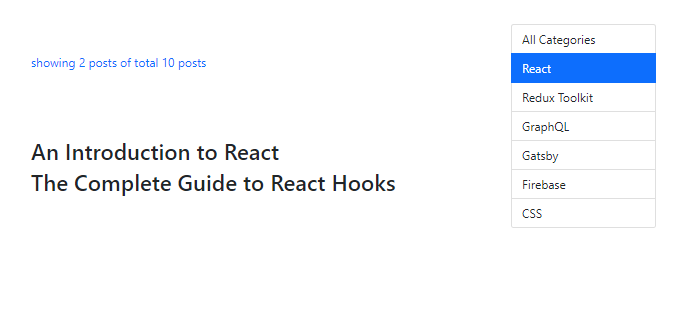 showing 2 posts of total 10 posts
An Introduction to React
The Complete Guide to React Hooks
All Categories
React
Redux Toolkit
GraphQL
Gatsby
Firebase
CSS